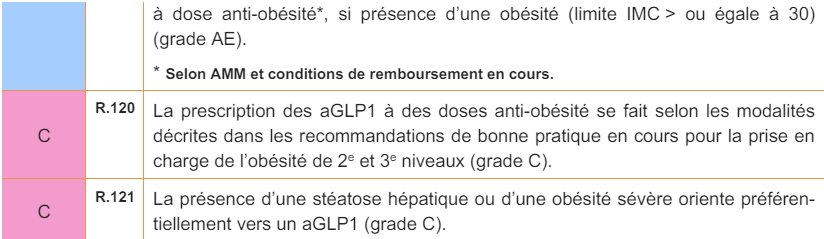 à dose anti-obésité*, si présence d’une obésité (limite IMC > ou égale à 30)
(grade AE).
* Selon AMM et conditions de remboursement en cours.
C R.120 La prescription des aGLP1 à des doses anti-obésité se fait selon les modalités
décrites dans les recommandations de bonne pratique en cours pour la prise en
charge de l’obésité de 2e et 3e niveaux (grade C).
C R.121 La présence d’une stéatose hépatique ou d’une obésité sévère oriente préféren-
tiellement vers un aGLP1 (grade C).